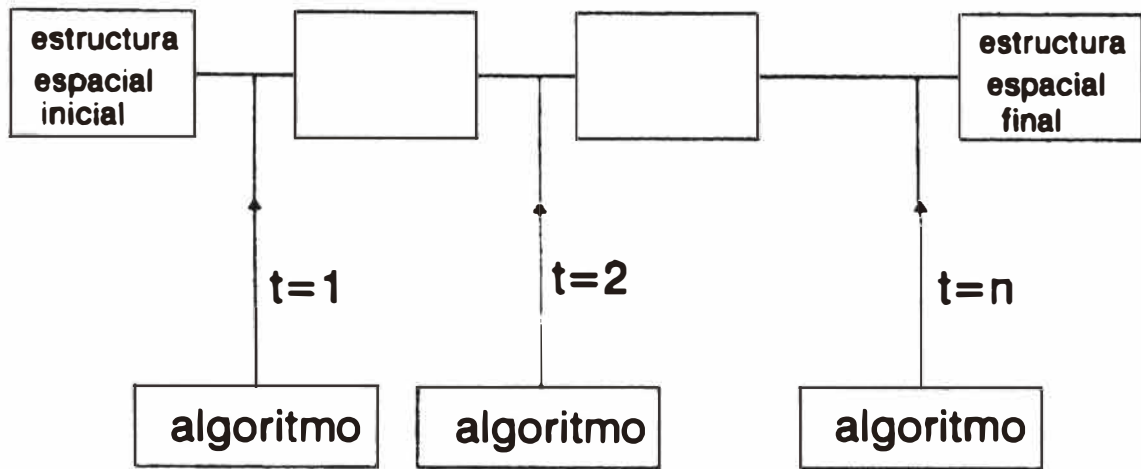 estructura
espacial
inicial
estructura
espacial
final
t=1
t=2
t=n
algoritmo
algoritmo
algoritmo